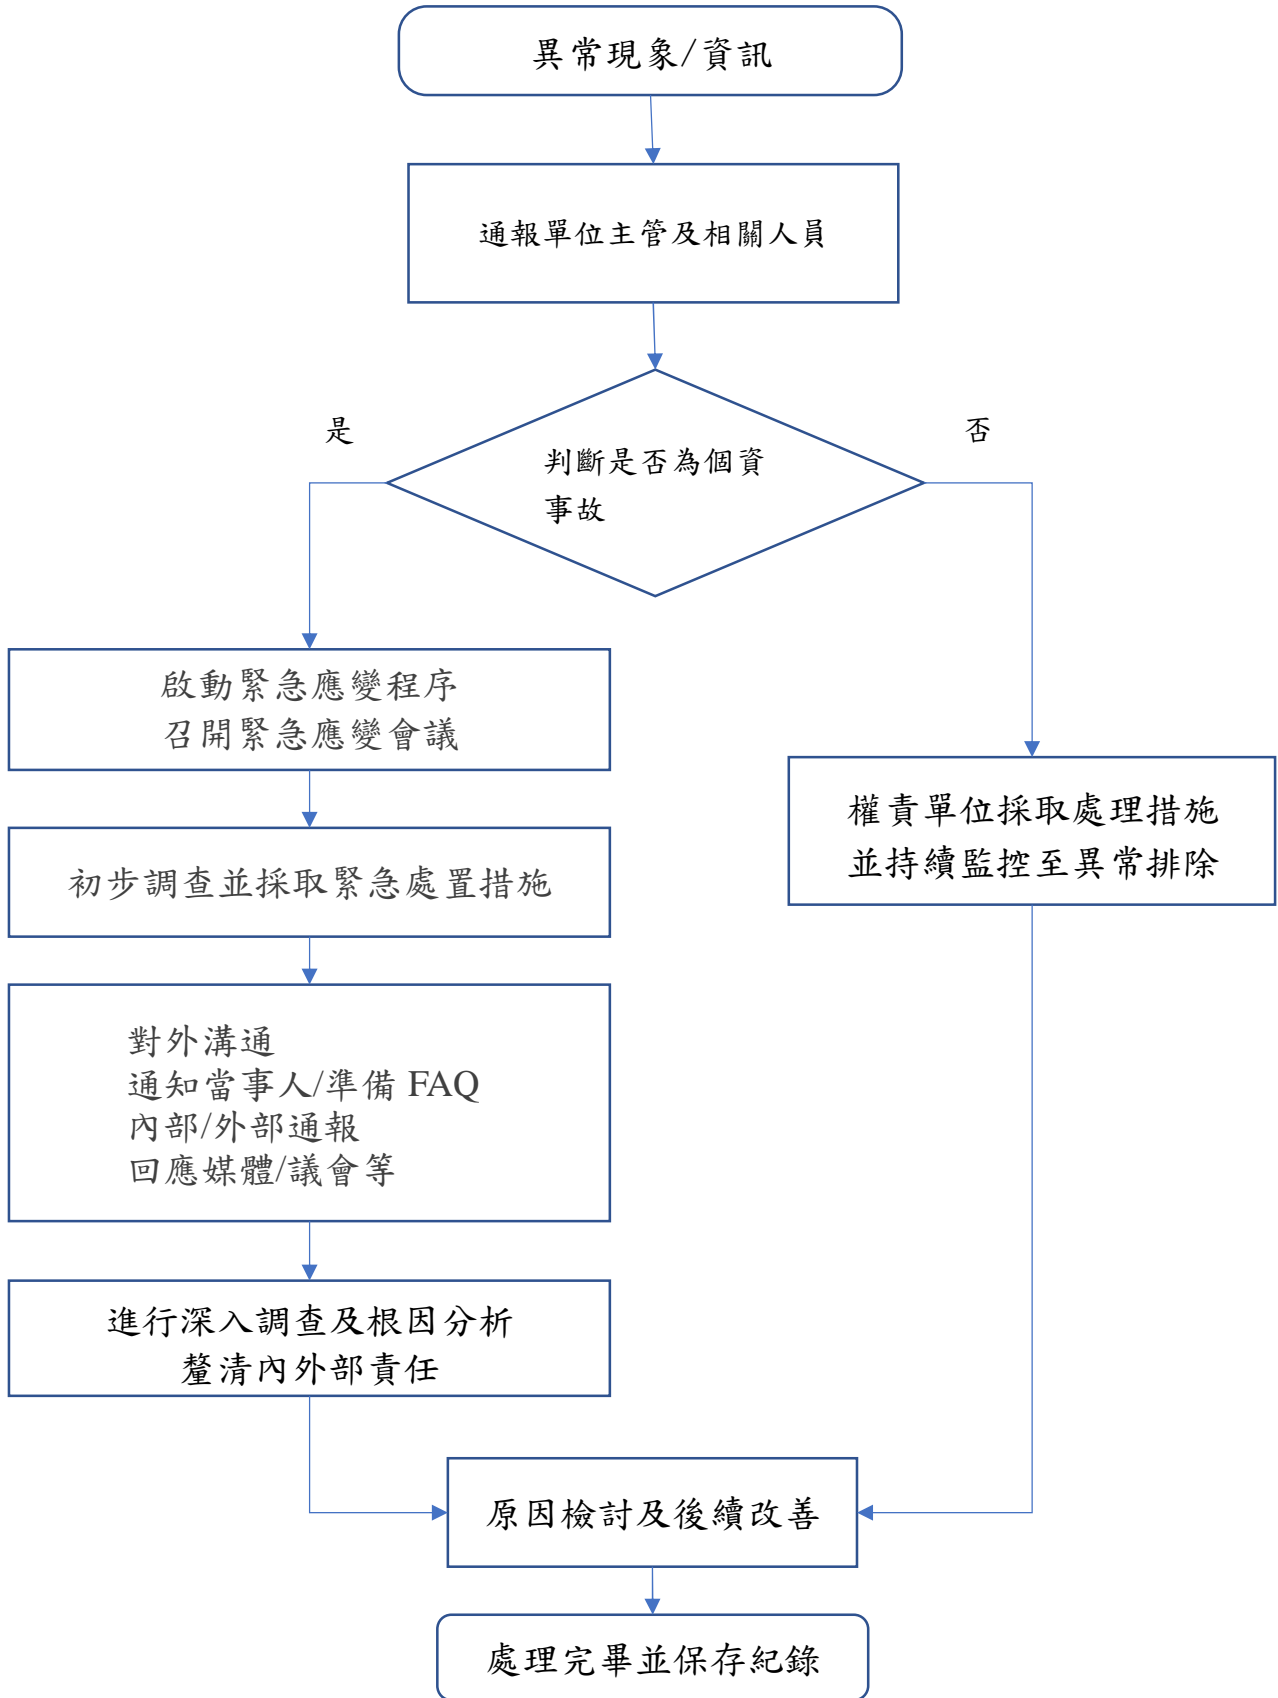 異常現象/資訊
通報單位主管及相關人員
是
否
判斷是否為個資
事故
啟動緊急應變程序
召開緊急應變會議
權責單位採取處理措施
並持續監控至異常排除
初步調查並採取緊急處置措施
對外溝通
通知當事人/準備 FAQ
內部/外部通報
回應媒體/議會等
進行深入調查及根因分析
釐清內外部責任
原因檢討及後續改善
處理完畢並保存紀錄